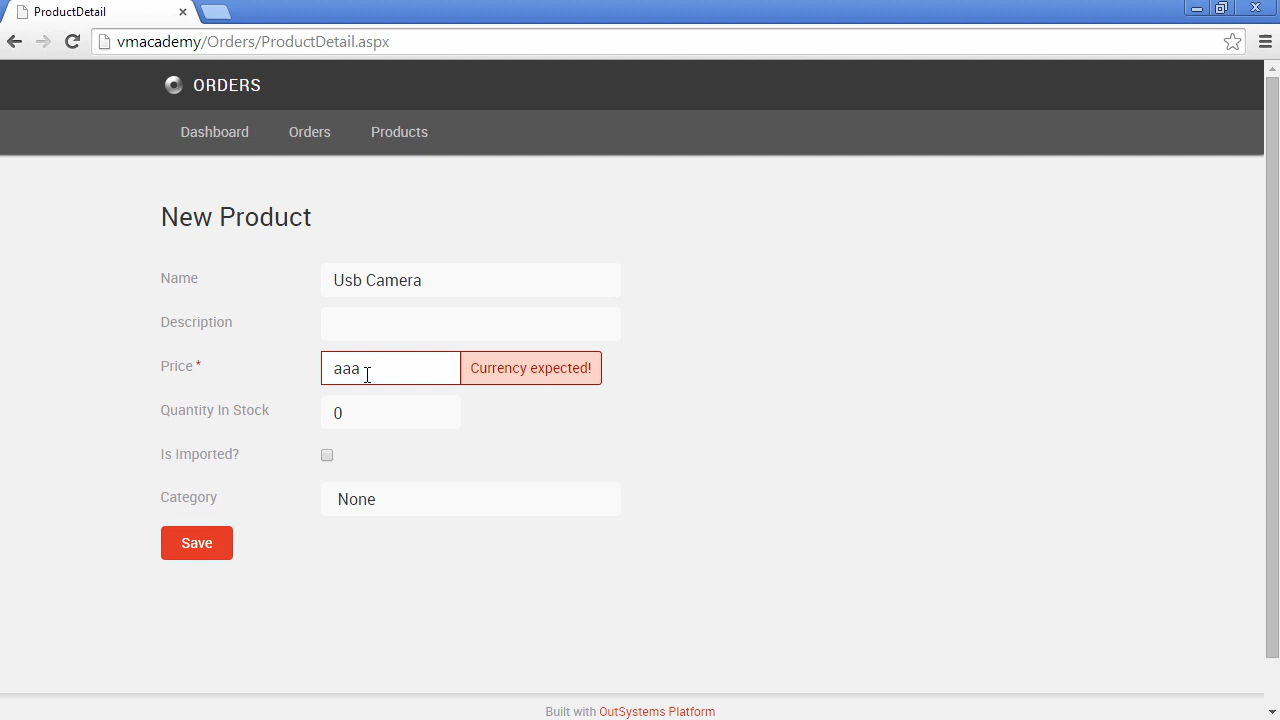 ProductDetail
vmacademy/Orders/ProductDetail.aspx
ORDERS
Dashboard Orders Products
New Product
Name Usb Camera
Description
Price * aaa Currency expected!
Quantity In Stock 0
Is Imported?
Category None
Save
Built with OutSystems Platform